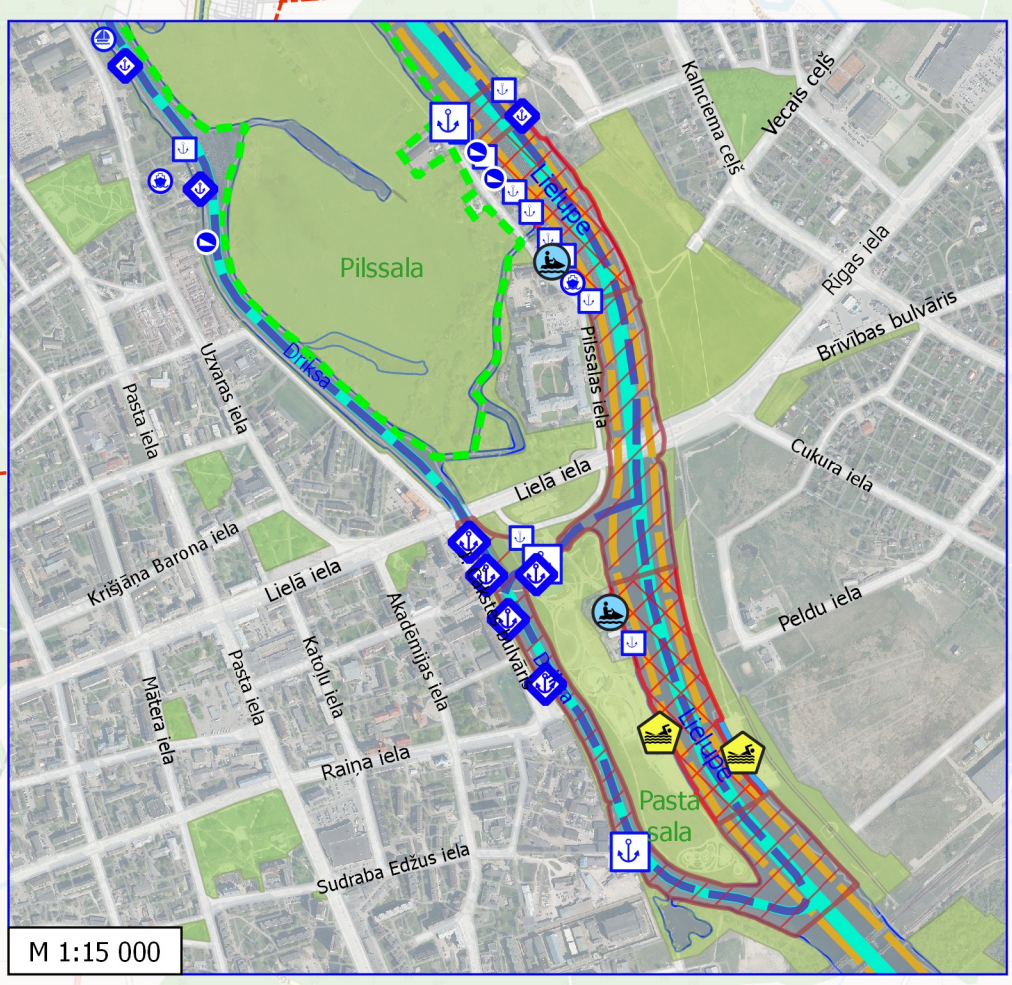 Kalnciema ceļš
Vecais ceļš
Lielupe
Rīgas iela
Pilssala
Brīvības bulvāris
Pilssalas iela
Uzvaras iela
Driksa
Pasta iela
Cukura iela
Lielā iela
Krišjāņa Barona iela
Lielā iela
Akadēmijas iela
bulvāris
Peldu iela
Katoļu iela
Pasta iela
Mātera iela
Lielupe
Raiņa iela
Pasta
sala
Sudraba Edžus iela
M 1:15 000